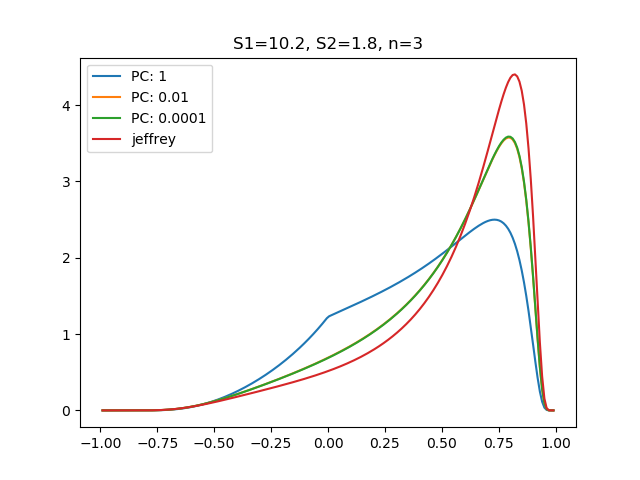 S1=10.2, S2=1.8, n=3
PC: 1
PC: 0.01
PC: 0.0001
jeffrey
4
3
2
1
0
−1.00 −0.75 −0.50 −0.25 0.00 0.25 0.50 0.75 1.00